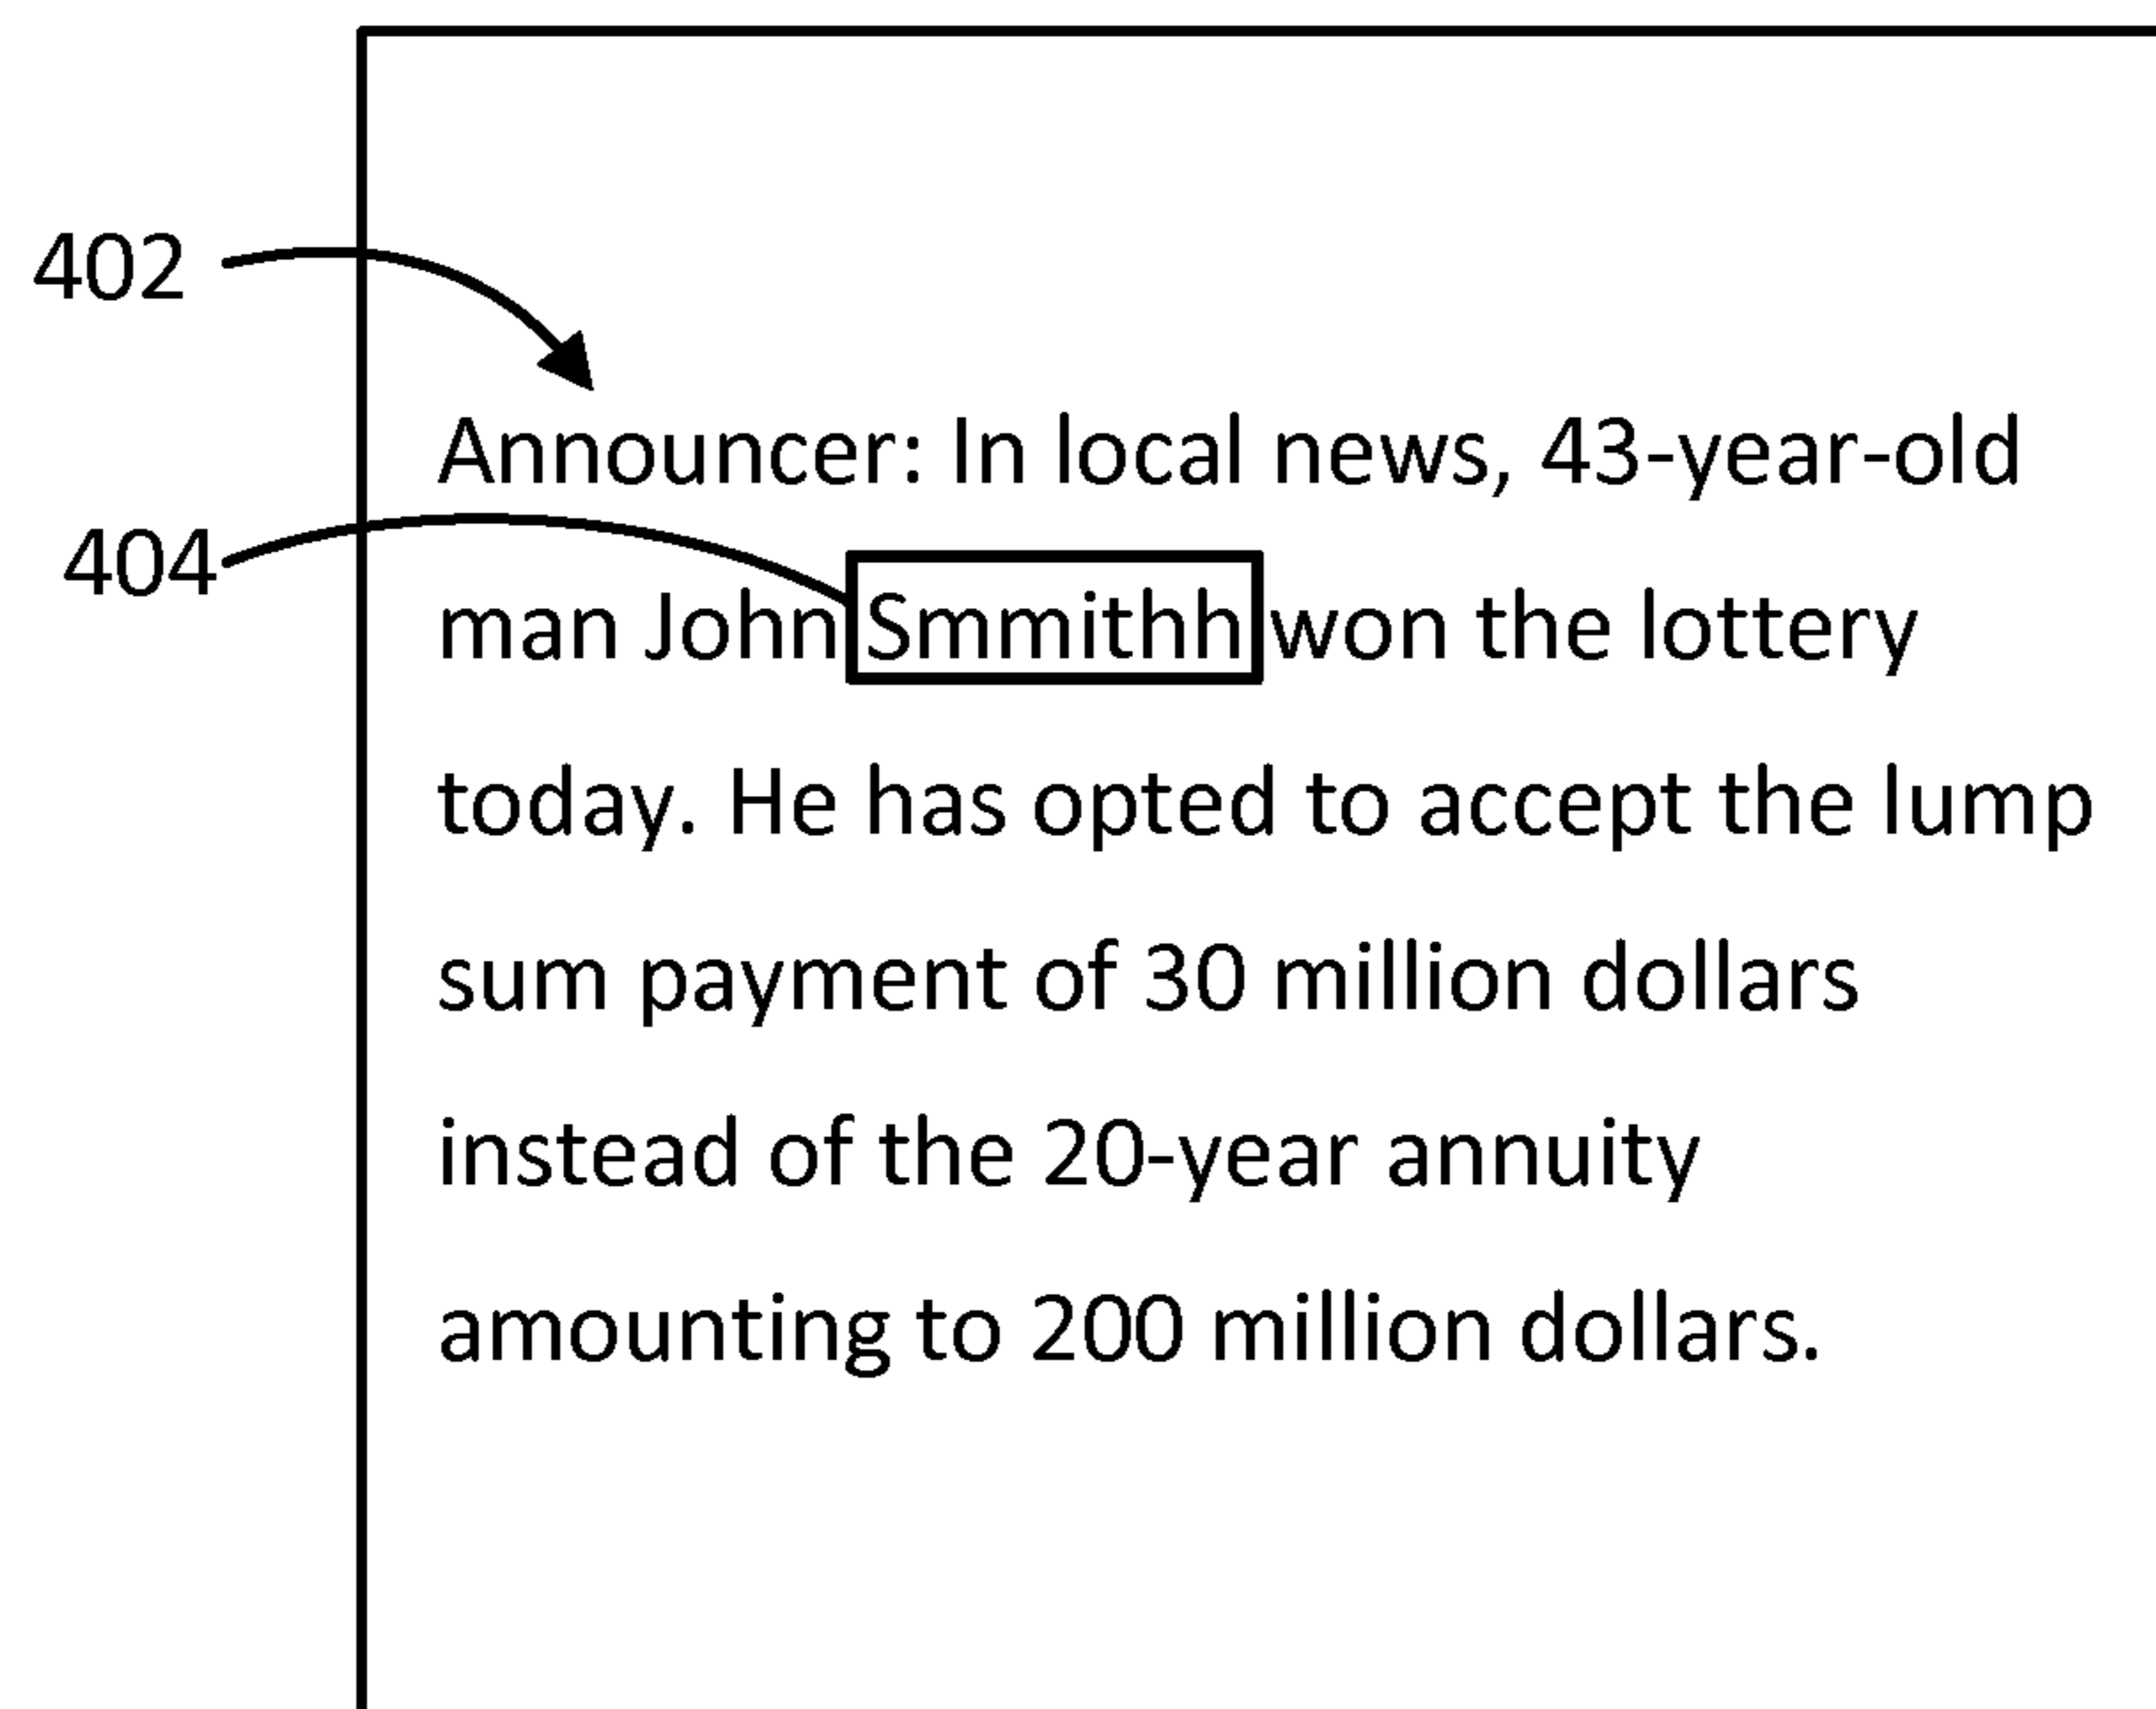 402
Announcer: In local news, 43-year-old
404
man John Smmithh won the lottery
today. He has opted to accept the lump
sum payment of 30 million dollars
instead of the 20-year annuity
amounting to 200 million dollars.